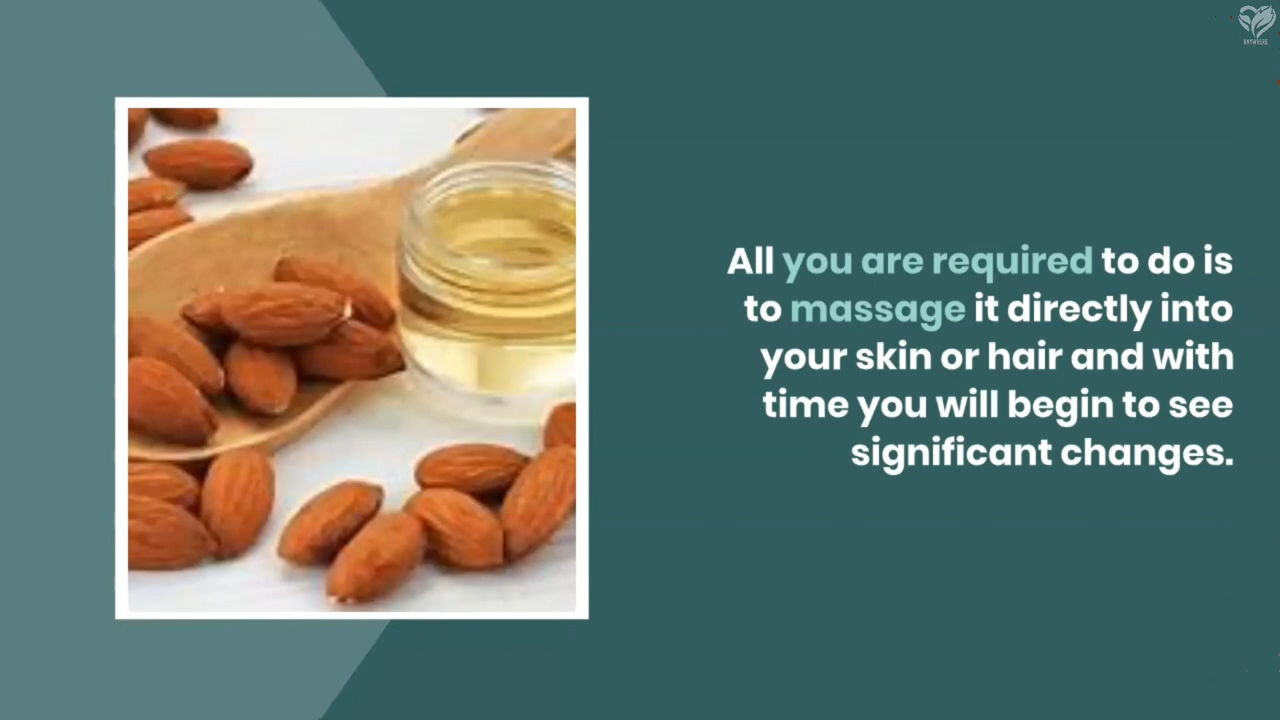 All you are required to do is
to massage it directly into
your skin or hair and with
time you will begin to see
significant changes.